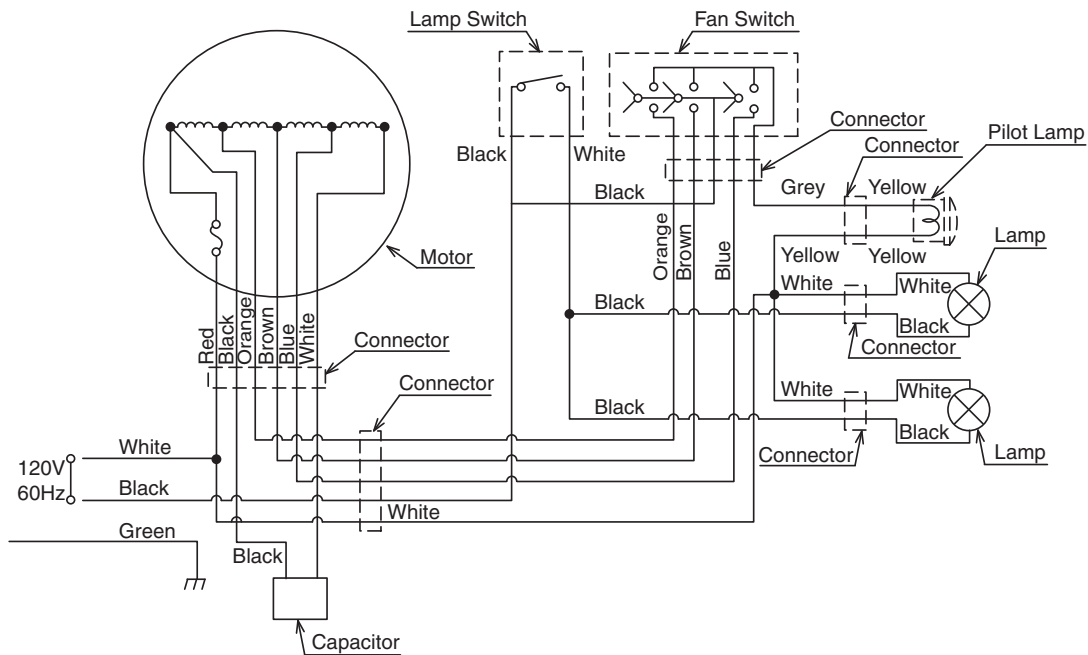 Lamp Switch
Fan Switch
Connector
Connector
Pilot Lamp
Black
White
Black
Grey
Yellow
Motor
Orange
Brown
Blue
Yellow
Yellow
Lamp
White
White
Black
Black
Connector
Red
Black
Orange
Brown
Blue
White
Connector
Connector
White
White
Black
Black
Connector
Lamp
White
120V
60Hz
Black
White
Green
Black
Capacitor